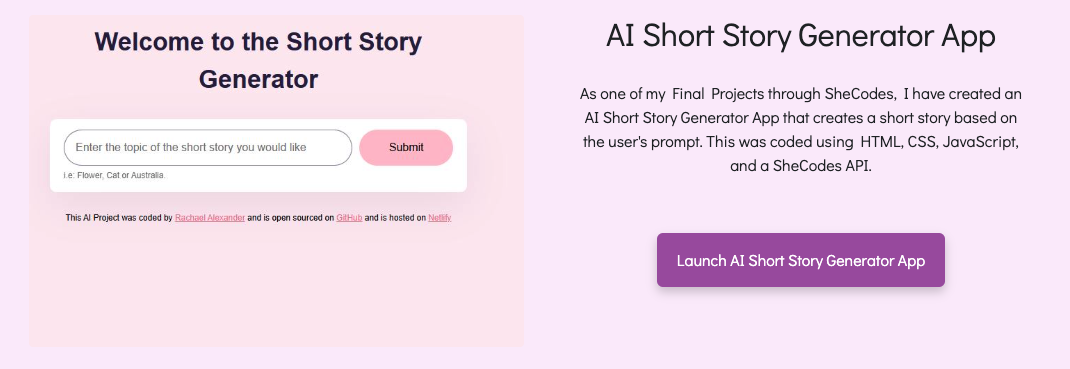 Welcome to the Short Story
Generator
Enter the topic of the short story you would like
Submit
i.e: Flower, Cat or Australia
This AI Project was coded by Rachael Alexander and is open sourced on GitHub and is hosted on Netlify
AI Short Story Generator App
As one of my Final Projects through SheCodes, I have created an
AI Short Story Generator App that creates a short story based on
the user's prompt. This was coded using HTML, CSS, JavaScript,
and a SheCodes API.
Launch AI Short Story Generator App